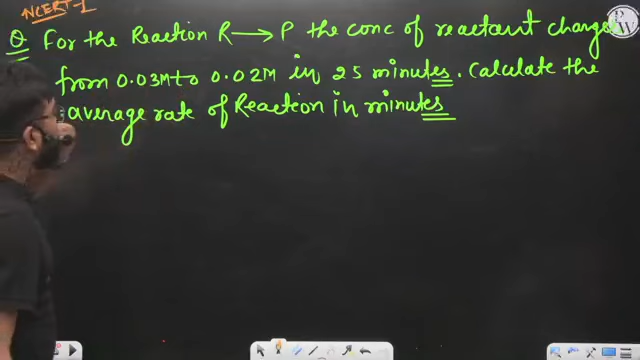 NCERT-1
Q For the Reaction R → P the conc of reactant change
from 0.03M to 0.02M in 25 minutes. Calculate the
average rate of Reaction in minutes